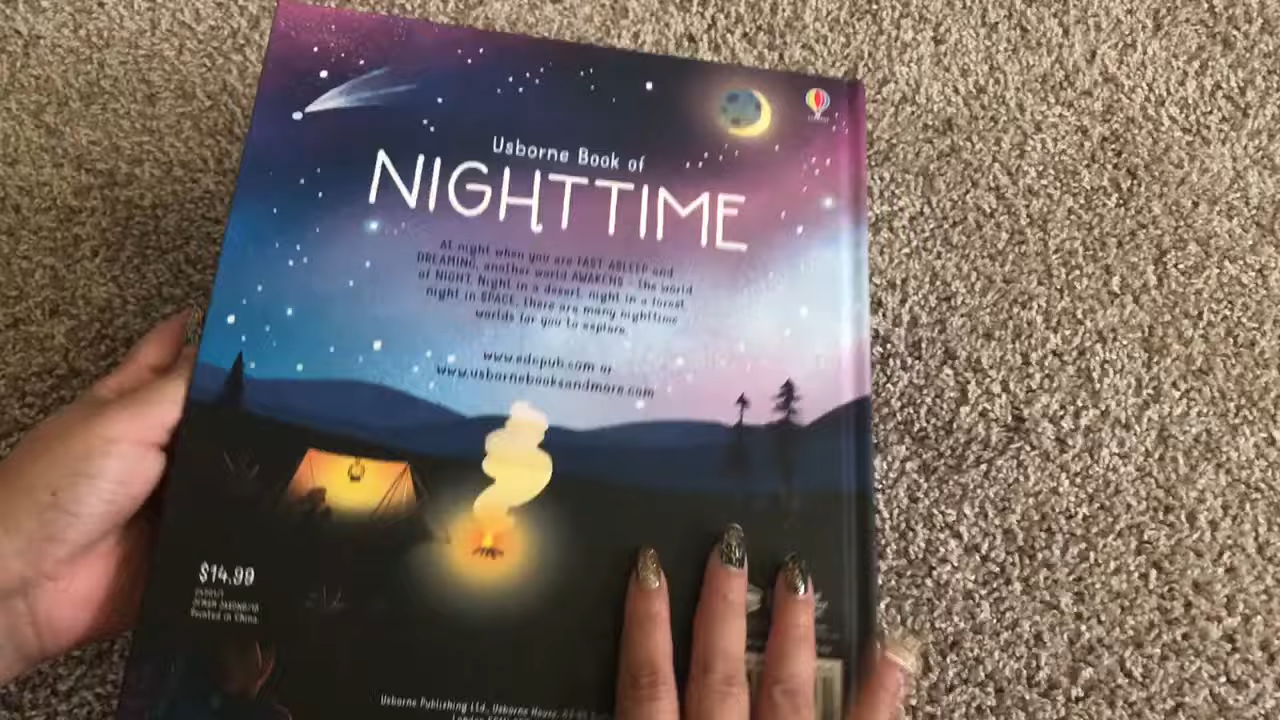 Usborne Book of
NIGHTTIME
At night when you are FAST ASLEEP and
DREAMING, another world AWAKENS - the world
of NIGHT. Night in a desert, night in a forest,
night in SPACE, there are many nighttime
worlds for you to explore.
www.edcpub.com or
www.usbornebooksandmore.com
$14.99
Printed in China.
Usborne Publishing Ltd., Usborne House,
London